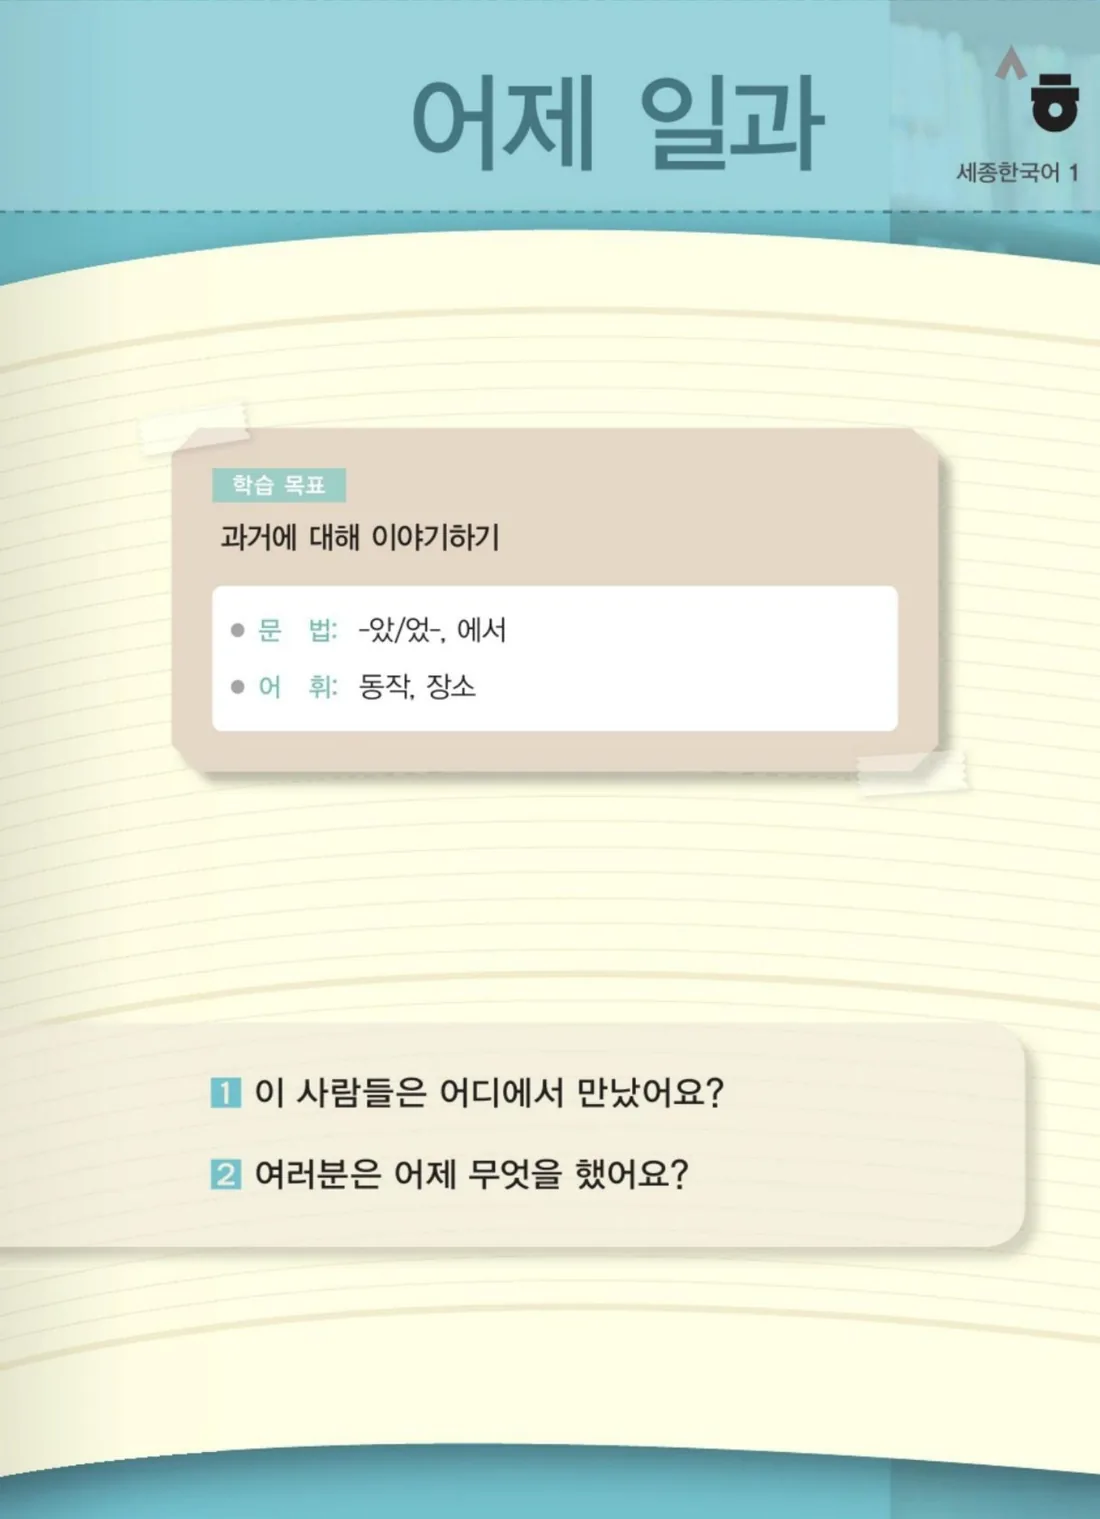 어제 일과
세종한국어 1
학습 목표
과거에 대해 이야기하기
● 문 법: -았/었-, 에서
● 어 휘: 동작, 장소
1 이 사람들은 어디에서 만났어요?
2 여러분은 어제 무엇을 했어요?